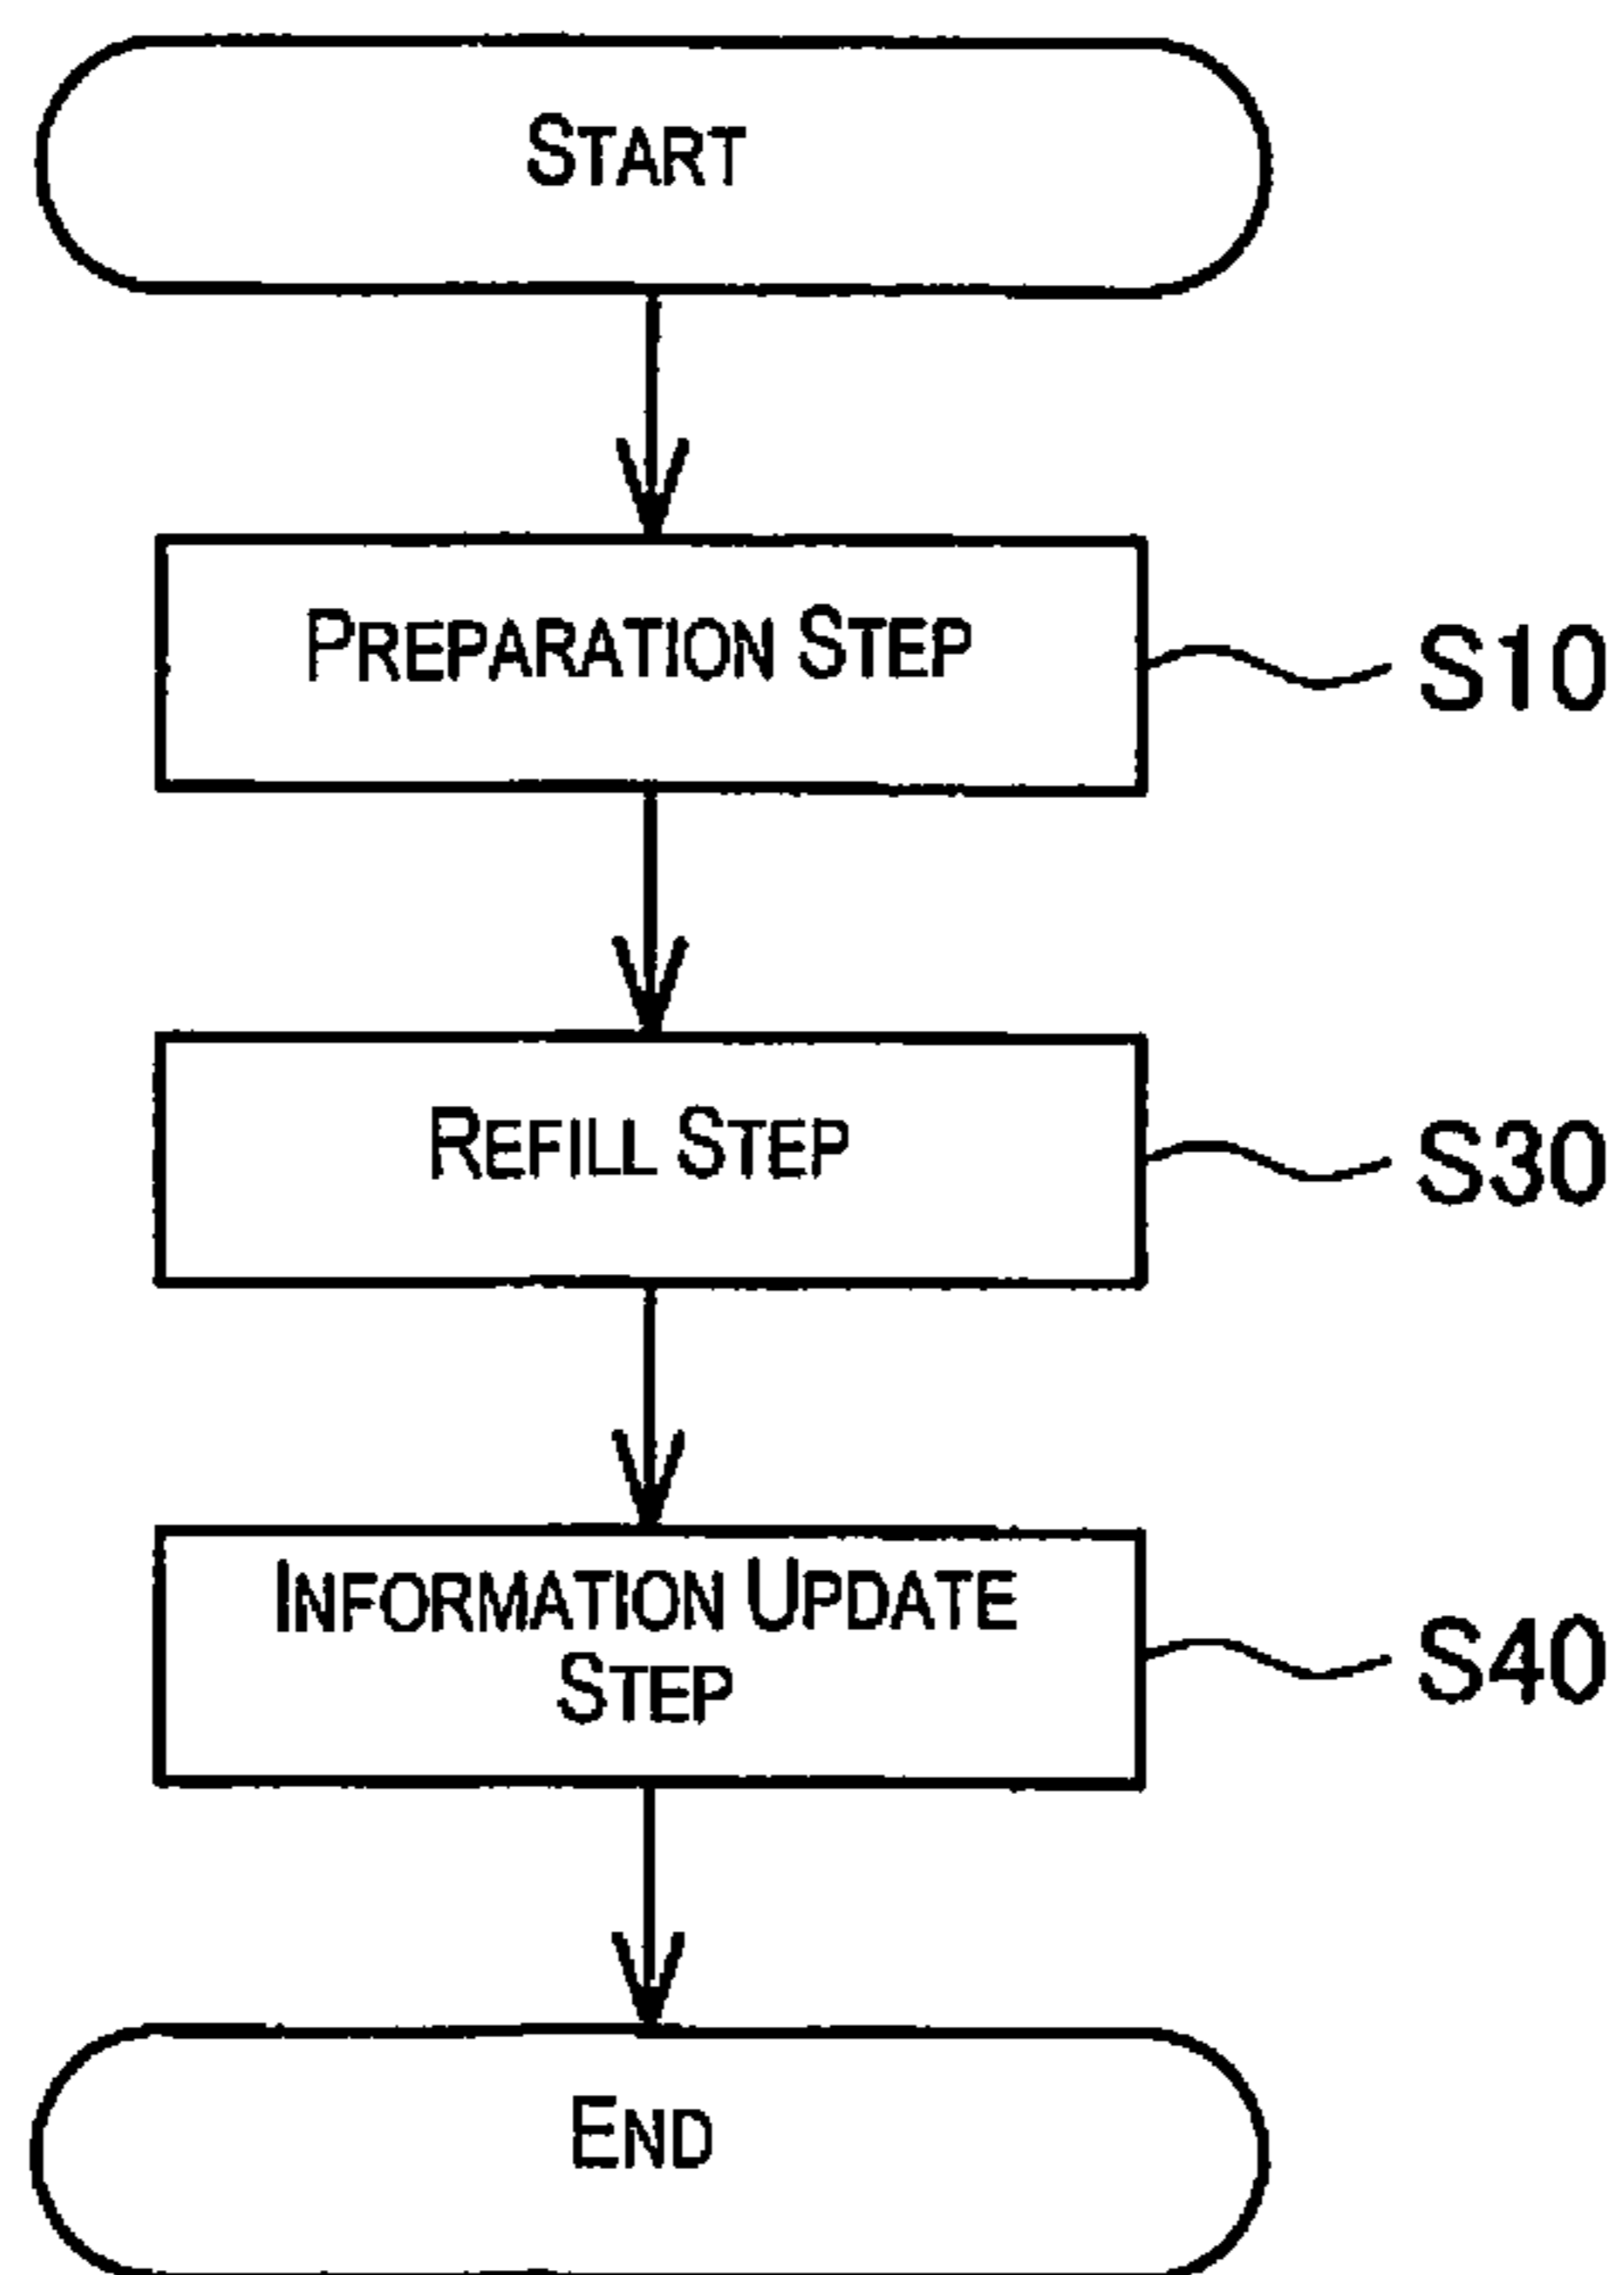 START
PREPARATION STEP
S10
REFILL STEP
S30
INFORMATION UPDATE
STEP
S40
END